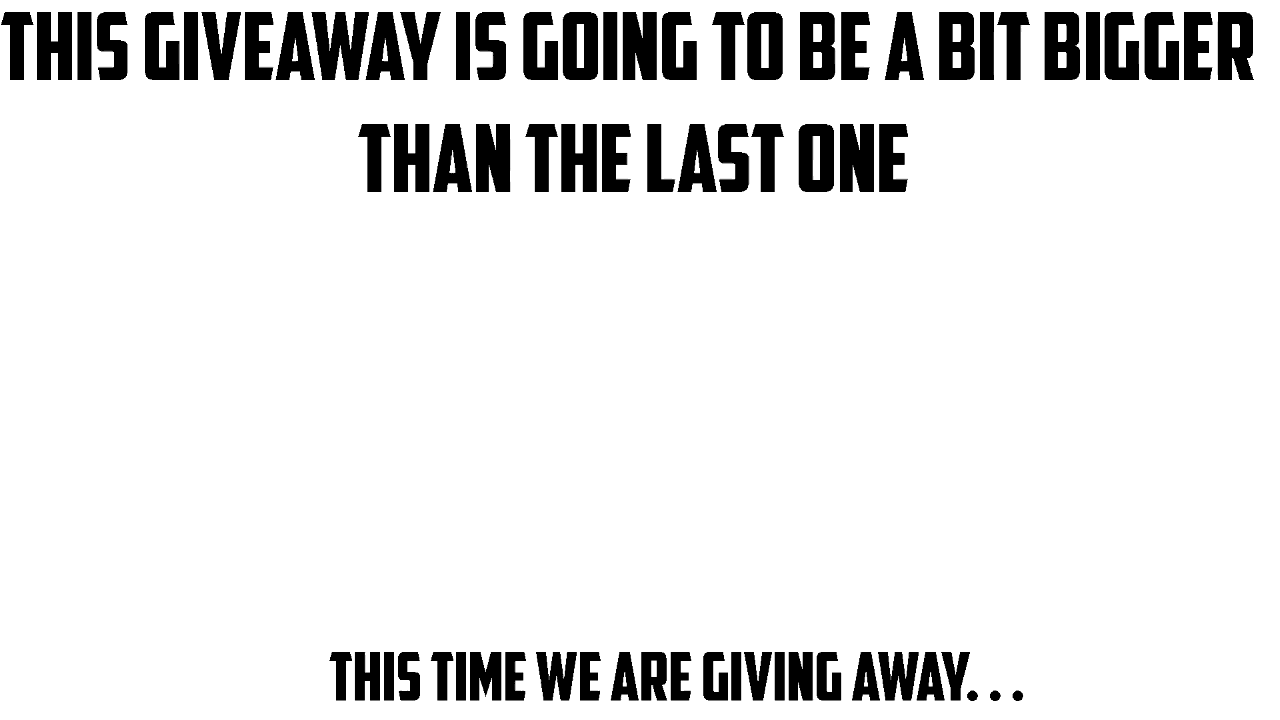 THIS GIVEAWAY IS GOING TO BE A BIT BIGGER
THAN THE LAST ONE
THIS TIME WE ARE GIVING AWAY. . .